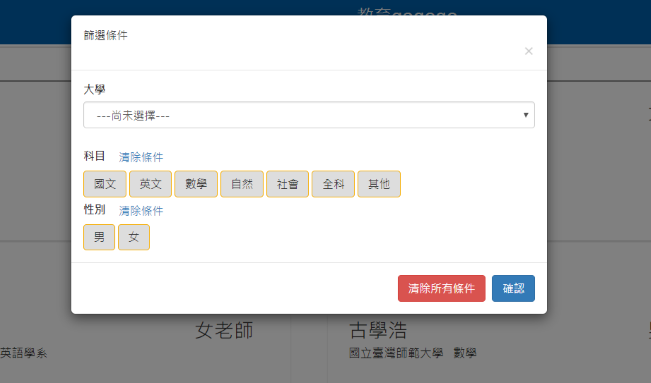 教育gogogo
篩選條件
×
大學
---尚未選擇---
科目 清除條件
國文 英文 數學 自然 社會 全科 其他
性別 清除條件
男 女
清除所有條件 確認
女老師
英語學系
古學浩
國立臺灣師範大學 數學